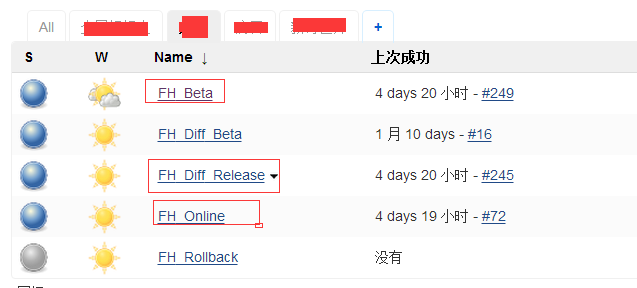 All +
S W Name ↓ 上次成功
FH_Beta 4 days 20 小时 - #249
FH_Diff_Beta 1 月 10 days - #16
FH_Diff_Release 4 days 20 小时 - #245
FH_Online 4 days 19 小时 - #72
FH_Rollback 没有